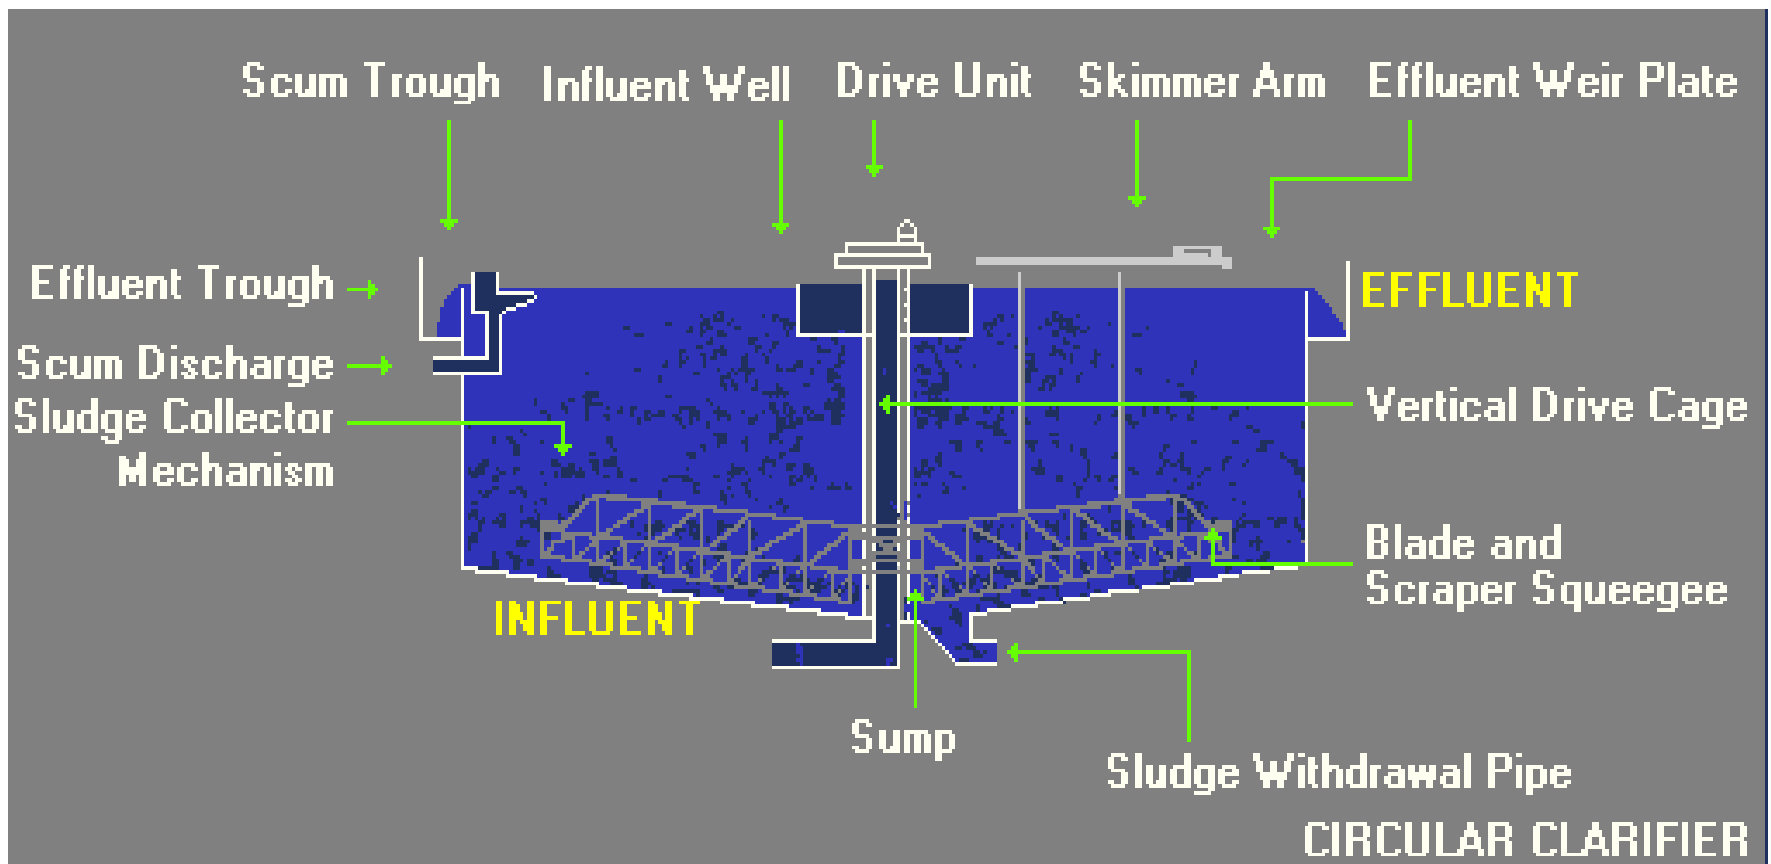 Scum Trough
Influent Well
Drive Unit
Skimmer Arm
Effluent Weir Plate
Effluent Trough
EFFLUENT
Scum Discharge
Sludge Collector
Mechanism
Vertical Drive Cage
Blade and
Scraper Squeegee
INFLUENT
Sump
Sludge Withdrawal Pipe
CIRCULAR CLARIFIER